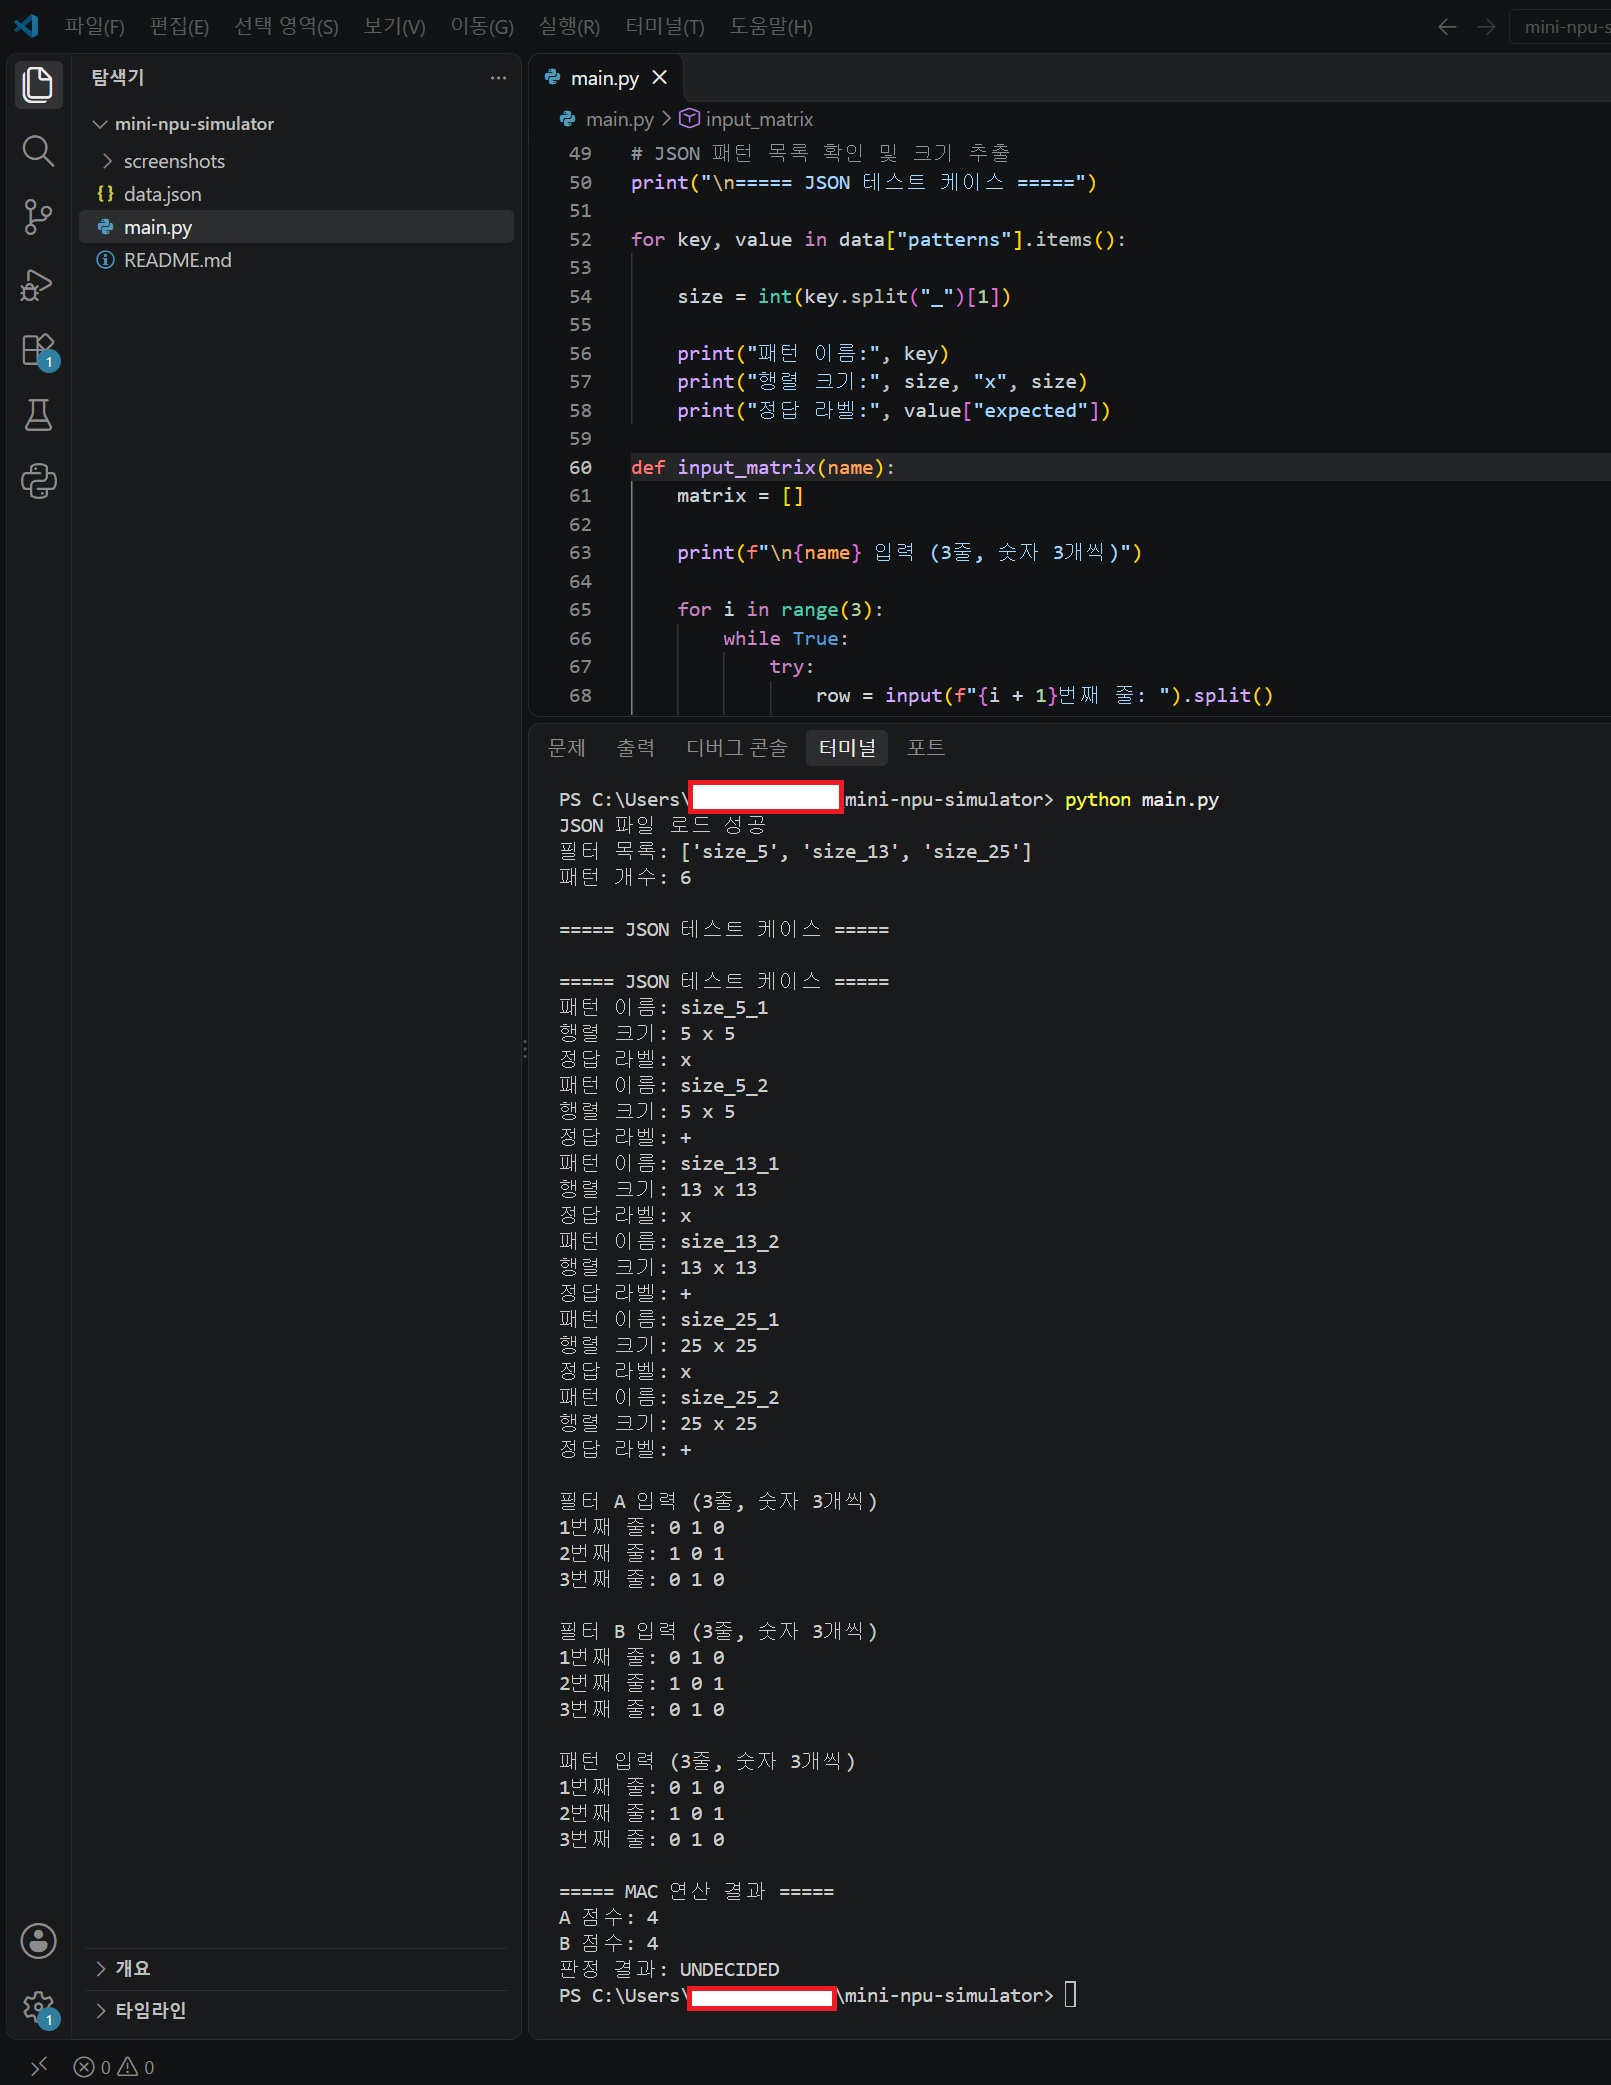 파일(F) 편집(E) 선택 영역(S) 보기(V) 이동(G) 실행(R) 터미널(T) 도움말(H) mini-npu-s
탐색기
mini-npu-simulator
screenshots
data.json
main.py
README.md
개요
타임라인
main.py
main.py > input_matrix
49 # JSON 패턴 목록 확인 및 크기 추출
50 print("\n===== JSON 테스트 케이스 =====")
51
52 for key, value in data["patterns"].items():
53
54 size = int(key.split("_")[1])
55
56 print("패턴 이름:", key)
57 print("행렬 크기:", size, "x", size)
58 print("정답 라벨:", value["expected"])
59
60 def input_matrix(name):
61 matrix = []
62
63 print(f"\n{name} 입력 (3줄, 숫자 3개씩)")
64
65 for i in range(3):
66 while True:
67 try:
68 row = input(f"{i + 1}번째 줄: ").split()
문제 출력 디버그 콘솔 터미널 포트
PS C:\Users\ mini-npu-simulator> python main.py
JSON 파일 로드 성공
필터 목록: ['size_5', 'size_13', 'size_25']
패턴 개수: 6
===== JSON 테스트 케이스 =====
===== JSON 테스트 케이스 =====
패턴 이름: size_5_1
행렬 크기: 5 x 5
정답 라벨: x
패턴 이름: size_5_2
행렬 크기: 5 x 5
정답 라벨: +
패턴 이름: size_13_1
행렬 크기: 13 x 13
정답 라벨: x
패턴 이름: size_13_2
행렬 크기: 13 x 13
정답 라벨: +
패턴 이름: size_25_1
행렬 크기: 25 x 25
정답 라벨: x
패턴 이름: size_25_2
행렬 크기: 25 x 25
정답 라벨: +
필터 A 입력 (3줄, 숫자 3개씩)
1번째 줄: 0 1 0
2번째 줄: 1 0 1
3번째 줄: 0 1 0
필터 B 입력 (3줄, 숫자 3개씩)
1번째 줄: 0 1 0
2번째 줄: 1 0 1
3번째 줄: 0 1 0
패턴 입력 (3줄, 숫자 3개씩)
1번째 줄: 0 1 0
2번째 줄: 1 0 1
3번째 줄: 0 1 0
===== MAC 연산 결과 =====
A 점수: 4
B 점수: 4
판정 결과: UNDECIDED
PS C:\Users\ \mini-npu-simulator>
1
1
0 0